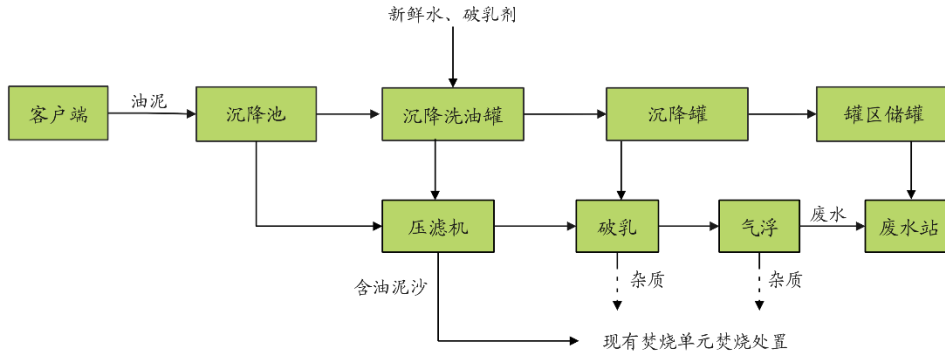 新鲜水、破乳剂
客户端
油泥
沉降池
沉降洗油罐
沉降罐
罐区储罐
压滤机
破乳
气浮
废水
废水站
含油泥沙
杂质
杂质
现有焚烧单元焚烧处置